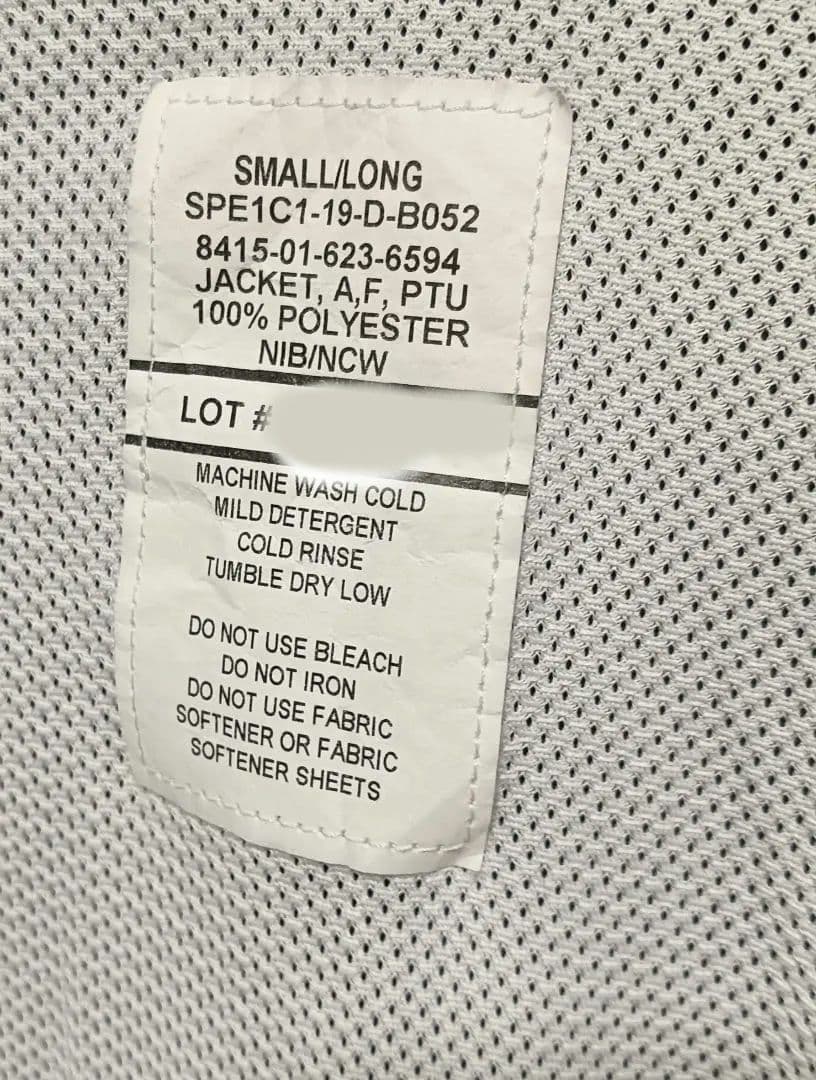 SMALL/LONG
SPE1C1-19-D-B052
8415-01-623-6594
JACKET, A,F, PTU
100% POLYESTER
NIB/NCW
LOT #
MACHINE WASH COLD
MILD DETERGENT
COLD RINSE
TUMBLE DRY LOW
DO NOT USE BLEACH
DO NOT IRON
DO NOT USE FABRIC
SOFTENER OR FABRIC
SOFTENER SHEETS